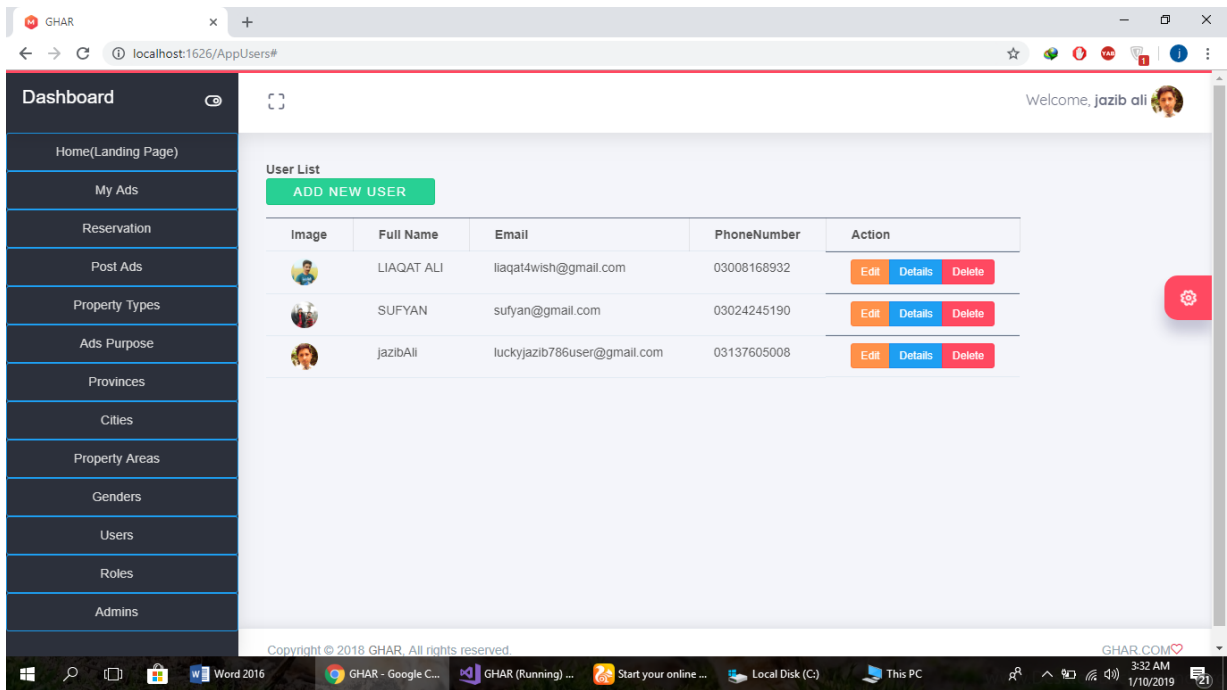 GHAR
localhost:1626/AppUsers#
YAB
1
j
Dashboard
Welcome, jazib ali
Home(Landing Page)
My Ads
Reservation
Post Ads
Property Types
Ads Purpose
Provinces
Cities
Property Areas
Genders
Users
Roles
Admins
User List
ADD NEW USER
Image Full Name Email PhoneNumber Action
LIAQAT ALI liaqat4wish@gmail.com 03008168932 Edit Details Delete
SUFYAN sufyan@gmail.com 03024245190 Edit Details Delete
jazibAli luckyjazib786user@gmail.com 03137605008 Edit Details Delete
Copyright © 2018 GHAR, All rights reserved. GHAR.COM♡
Word 2016 GHAR - Google C... GHAR (Running) ... Start your online ... Local Disk (C:) This PC 3:32 AM
1/10/2019
21